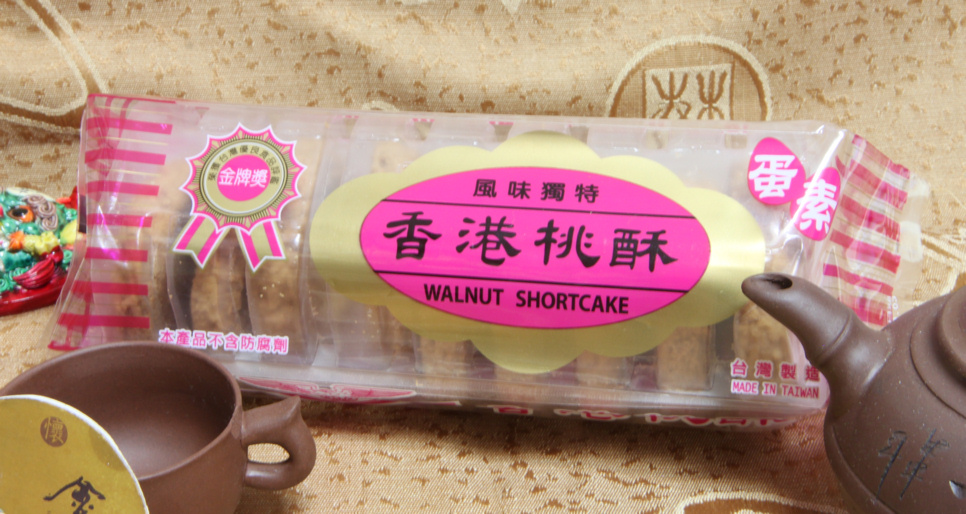 金牌獎
風味獨特
香港桃酥
WALNUT SHORTCAKE
蛋素
本產品不含防腐劑
台灣製造
MADE IN TAIWAN